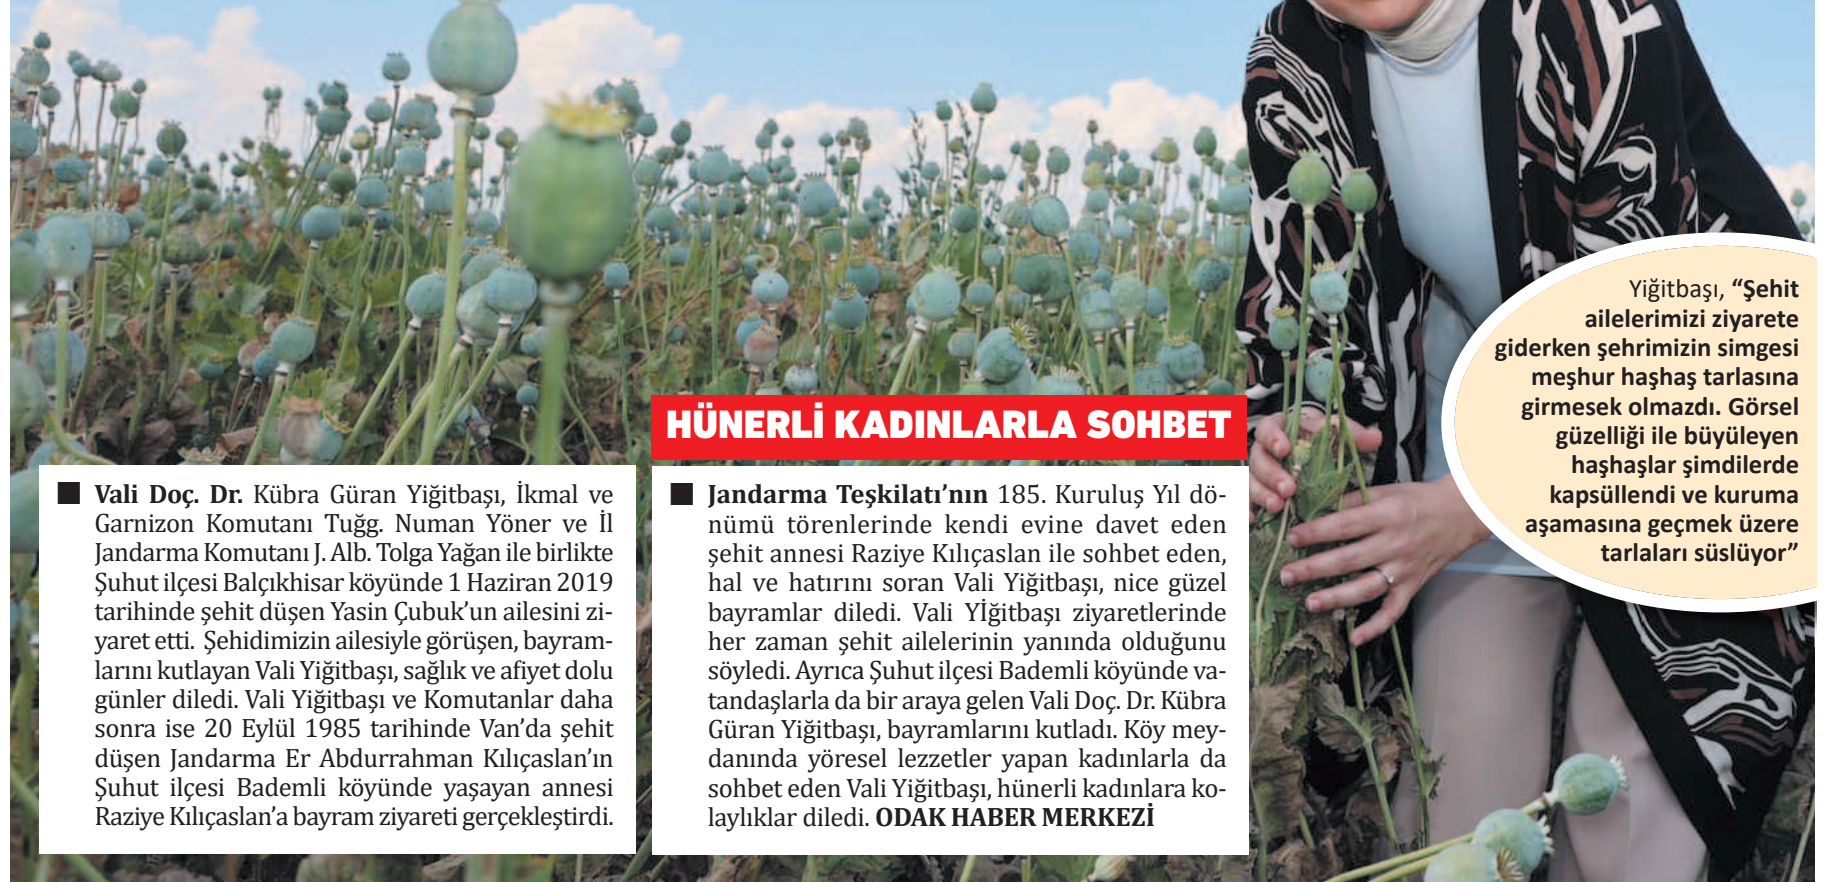 Yiğitbaşı, “Şehit
ailelerimizi ziyarete
giderken şehrimizin simgesi
meşhur haşhaş tarlasına
girmesek olmazdı. Görsel
güzelliği ile büyüleyen
haşhaşlar şimdilerde
kapsüllendi ve kuruma
aşamasına geçmek üzere
tarlaları süslüyor”
■ Vali Doç. Dr. Kübra Güran Yiğitbaşı, İkmal ve
Garnizon Komutanı Tuğg. Numan Yöner ve İl
Jandarma Komutanı J. Alb. Tolga Yağan ile birlikte
Şuhut ilçesi Balçıkhisar köyünde 1 Haziran 2019
tarihinde şehit düşen Yasin Çubuk’un ailesini zi-
yaret etti. Şehidimizin ailesiyle görüşen, bayram-
larını kutlayan Vali Yiğitbaşı, sağlık ve afiyet dolu
günler diledi. Vali Yiğitbaşı ve Komutanlar daha
sonra ise 20 Eylül 1985 tarihinde Van’da şehit
düşen Jandarma Er Abdurrahman Kılıçaslan’ın
Şuhut ilçesi Bademli köyünde yaşayan annesi
Raziye Kılıçaslan’a bayram ziyareti gerçekleştirdi.
HÜNERLİ KADINLARLA SOHBET
■ Jandarma Teşkilatı’nın 185. Kuruluş Yıl dö-
nümü törenlerinde kendi evine davet eden
şehit annesi Raziye Kılıçaslan ile sohbet eden,
hal ve hatırını soran Vali Yiğitbaşı, nice güzel
bayramlar diledi. Vali Yİğitbaşı ziyaretlerinde
her zaman şehit ailelerinin yanında olduğunu
söyledi. Ayrıca Şuhut ilçesi Bademli köyünde va-
tandaşlarla da bir araya gelen Vali Doç. Dr. Kübra
Güran Yiğitbaşı, bayramlarını kutladı. Köy mey-
danında yöresel lezzetler yapan kadınlarla da
sohbet eden Vali Yiğitbaşı, hünerli kadınlara ko-
laylıklar diledi. ODAK HABER MERKEZİ